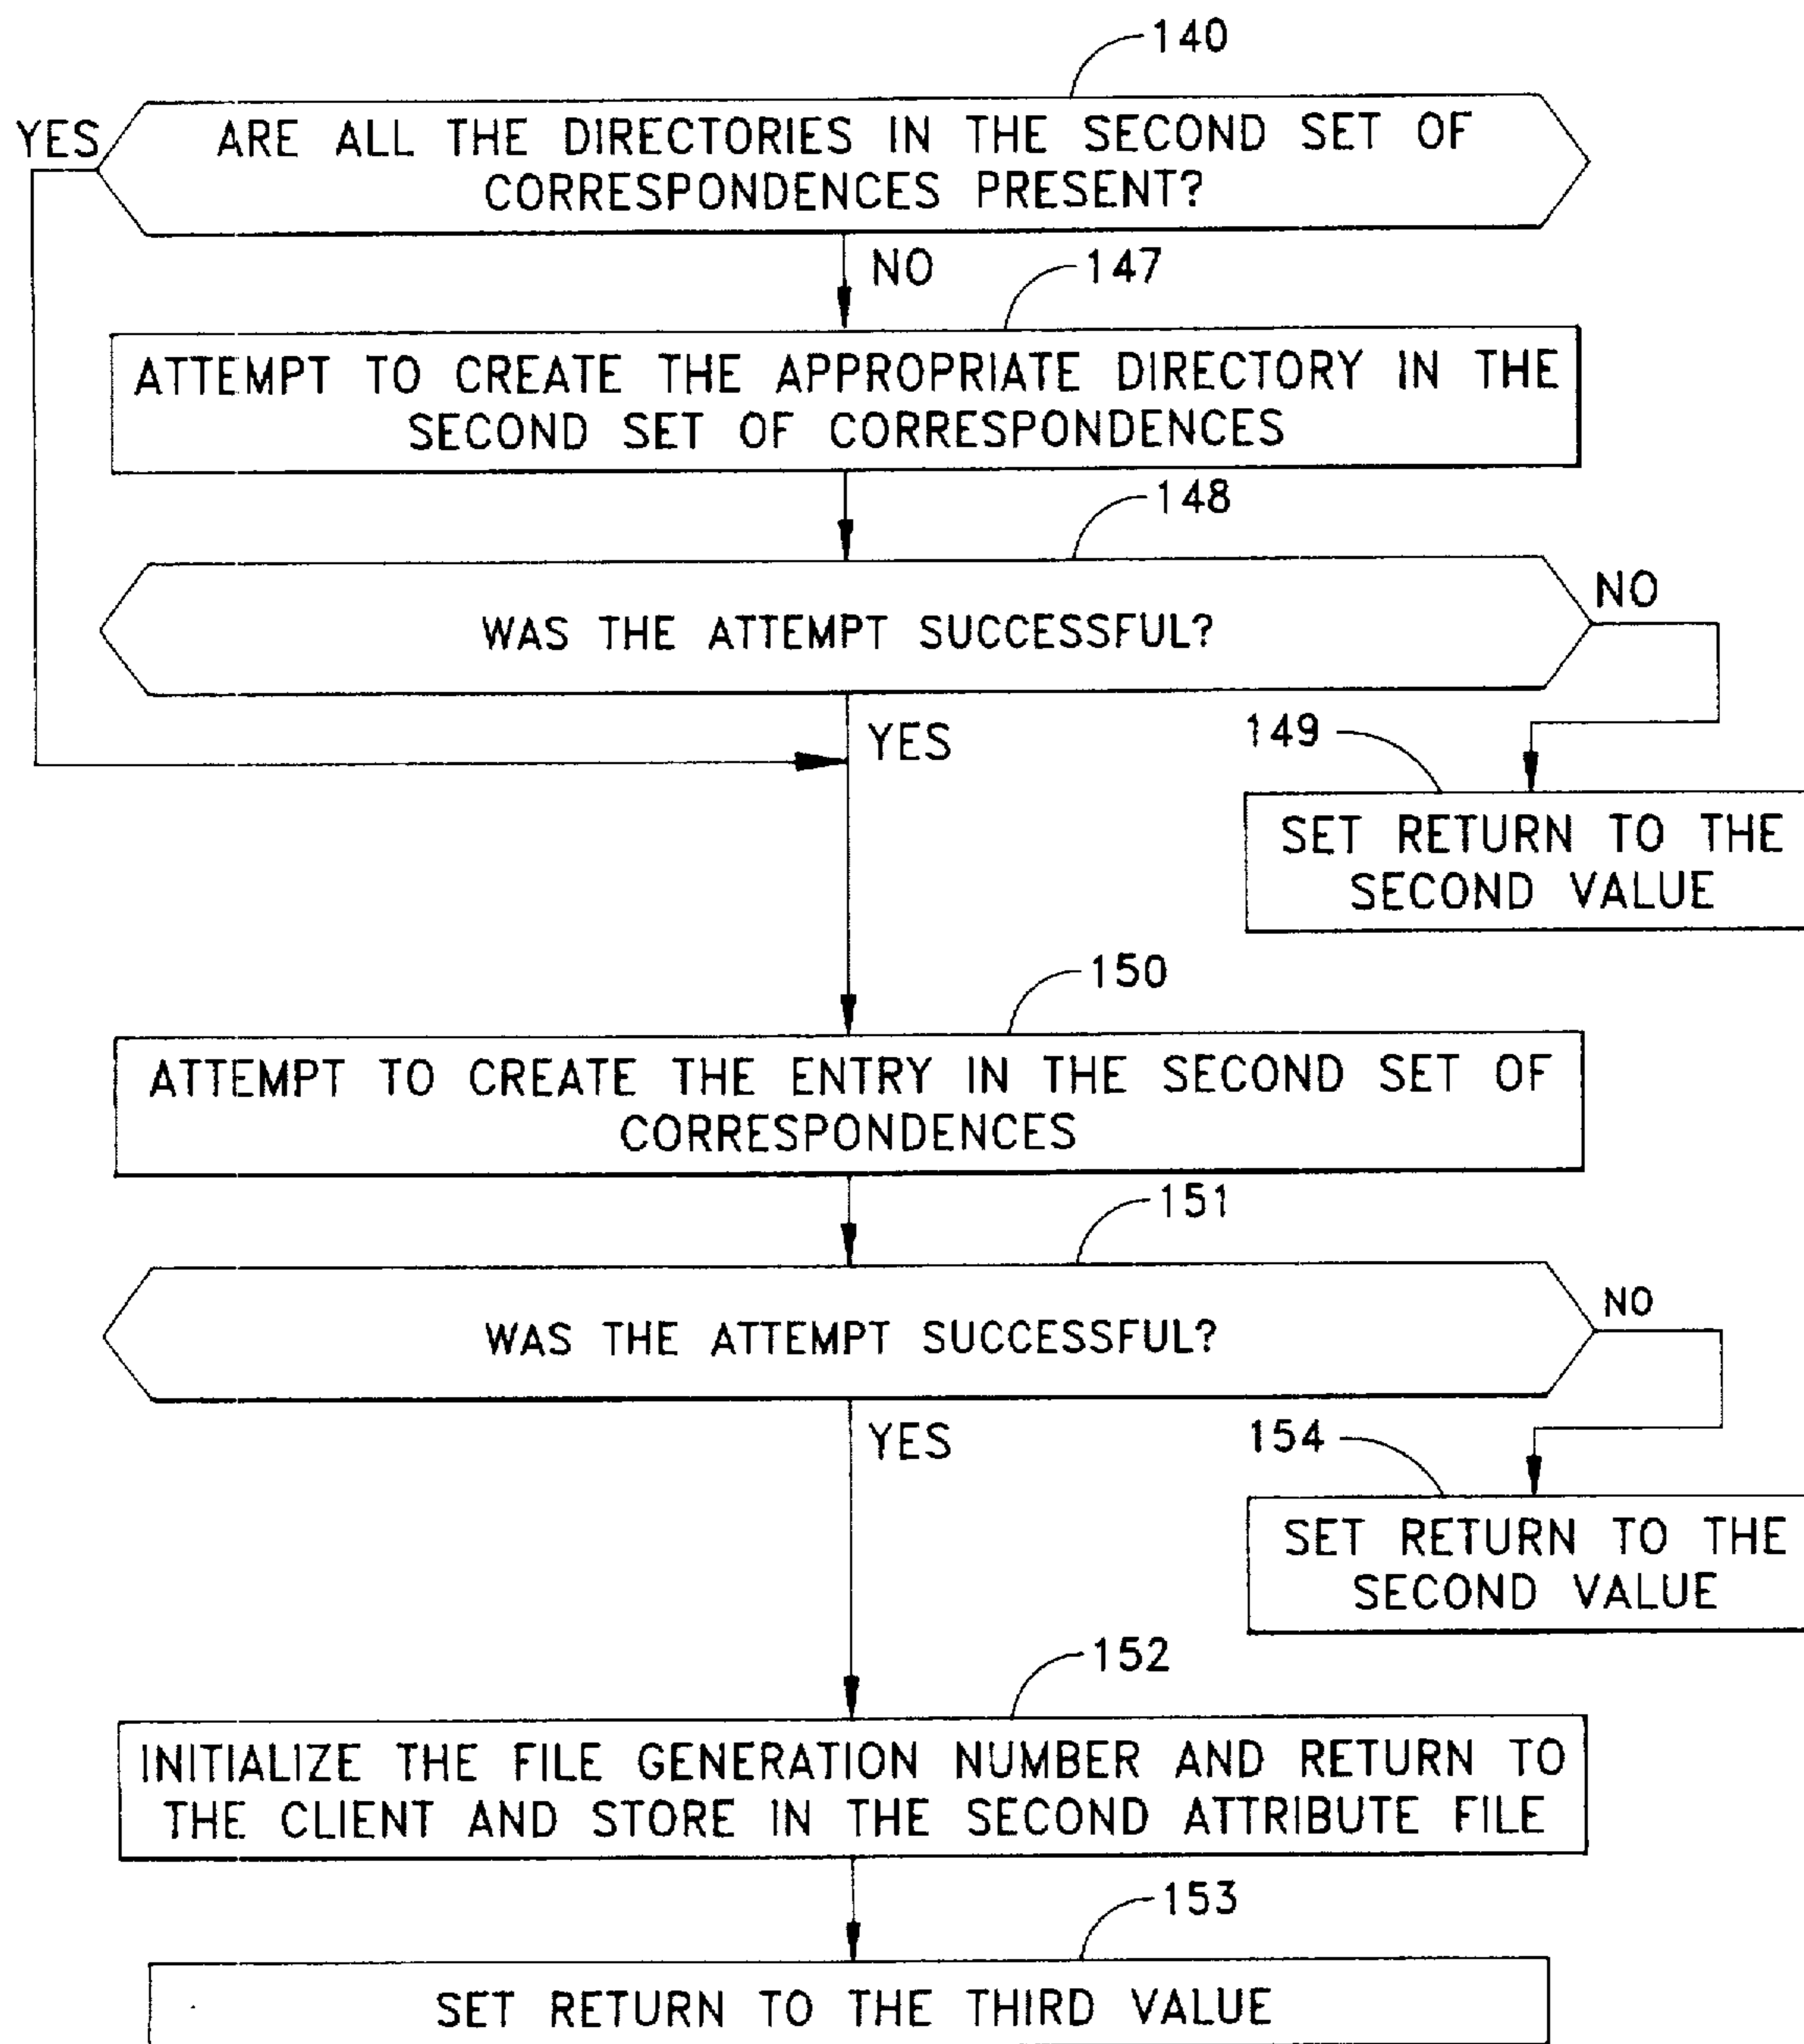 140
YES
ARE ALL THE DIRECTORIES IN THE SECOND SET OF
CORRESPONDENCES PRESENT?
NO
147
ATTEMPT TO CREATE THE APPROPRIATE DIRECTORY IN THE
SECOND SET OF CORRESPONDENCES
148
NO
WAS THE ATTEMPT SUCCESSFUL?
YES
149
SET RETURN TO THE
SECOND VALUE
150
ATTEMPT TO CREATE THE ENTRY IN THE SECOND SET OF
CORRESPONDENCES
151
NO
WAS THE ATTEMPT SUCCESSFUL?
YES
154
SET RETURN TO THE
SECOND VALUE
152
INITIALIZE THE FILE GENERATION NUMBER AND RETURN TO
THE CLIENT AND STORE IN THE SECOND ATTRIBUTE FILE
153
SET RETURN TO THE THIRD VALUE